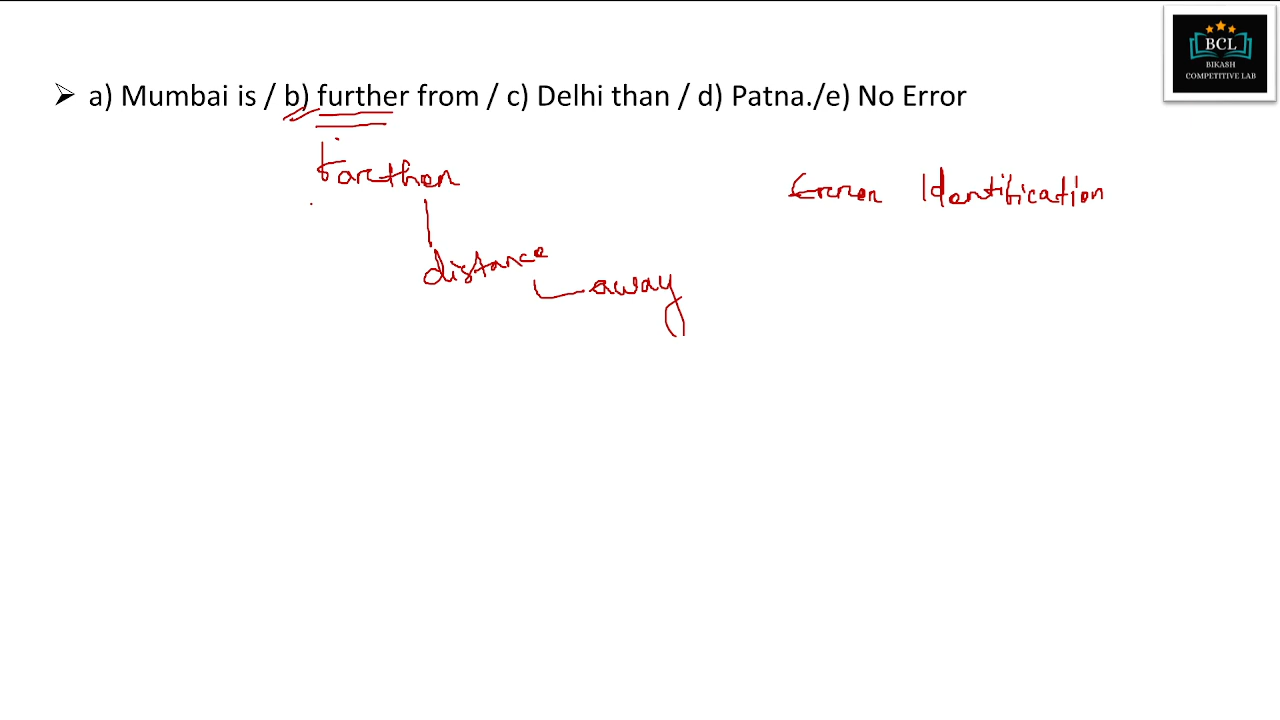 BCL
BIKASH
COMPETITIVE LAB
➤ a) Mumbai is / b) further from / c) Delhi than / d) Patna./e) No Error
Farther
Error Identification
distance
away